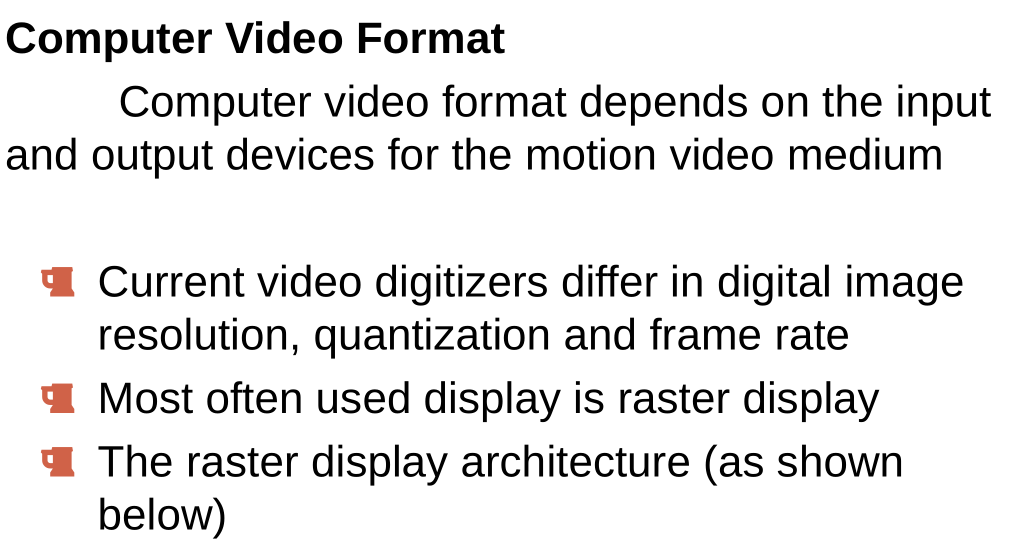 Computer Video Format
Computer video format depends on the input
and output devices for the motion video medium
Current video digitizers differ in digital image
resolution, quantization and frame rate
Most often used display is raster display
The raster display architecture (as shown
below)